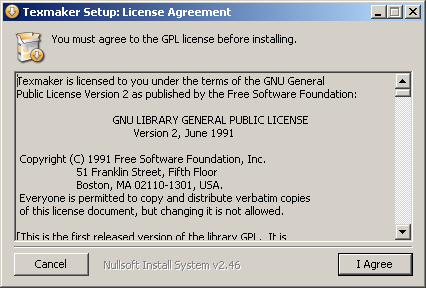 Texmaker Setup: License Agreement
You must agree to the GPL license before installing.
Texmaker is licensed to you under the terms of the GNU General
Public License Version 2 as published by the Free Software Foundation:
GNU LIBRARY GENERAL PUBLIC LICENSE
Version 2, June 1991
Copyright (C) 1991 Free Software Foundation, Inc.
51 Franklin Street, Fifth Floor
Boston, MA 02110-1301, USA.
Everyone is permitted to copy and distribute verbatim copies
of this license document, but changing it is not allowed.
[This is the first released version of the library GPL. It is
Cancel
Nullsoft Install System v2.46
I Agree